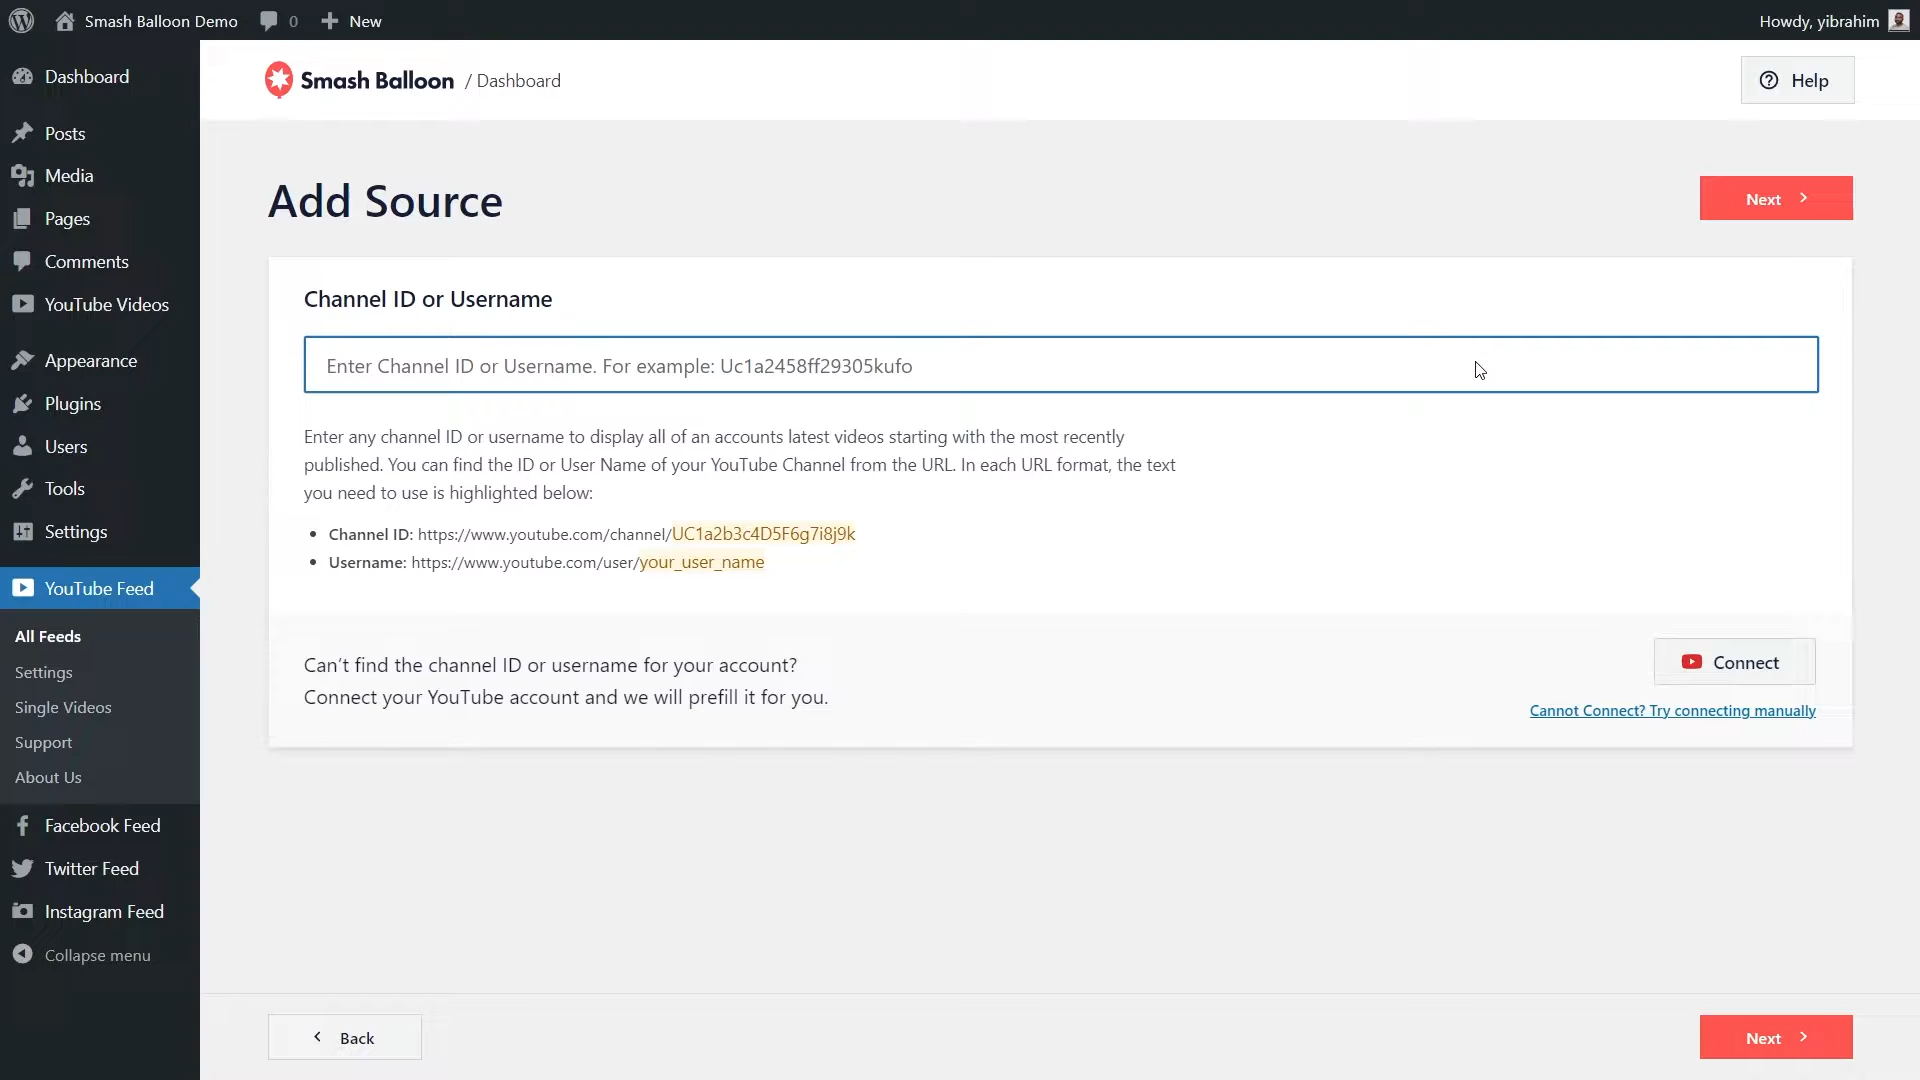 Smash Balloon Demo
0
New
Howdy, yibrahim
Dashboard
Posts
Media
Pages
Comments
YouTube Videos
Appearance
Plugins
Users
Tools
Settings
YouTube Feed
All Feeds
Settings
Single Videos
Support
About Us
Facebook Feed
Twitter Feed
Instagram Feed
Collapse menu
Smash Balloon / Dashboard
Help
Add Source
Next
Channel ID or Username
Enter Channel ID or Username. For example: Uc1a2458ff29305kufo
Enter any channel ID or username to display all of an accounts latest videos starting with the most recently
published. You can find the ID or User Name of your YouTube Channel from the URL. In each URL format, the text
you need to use is highlighted below:
• Channel ID: https://www.youtube.com/channel/UC1a2b3c4D5F6g7i8j9k
• Username: https://www.youtube.com/user/your_user_name
Can't find the channel ID or username for your account?
Connect your YouTube account and we will prefill it for you.
Connect
Cannot Connect? Try connecting manually
Back
Next